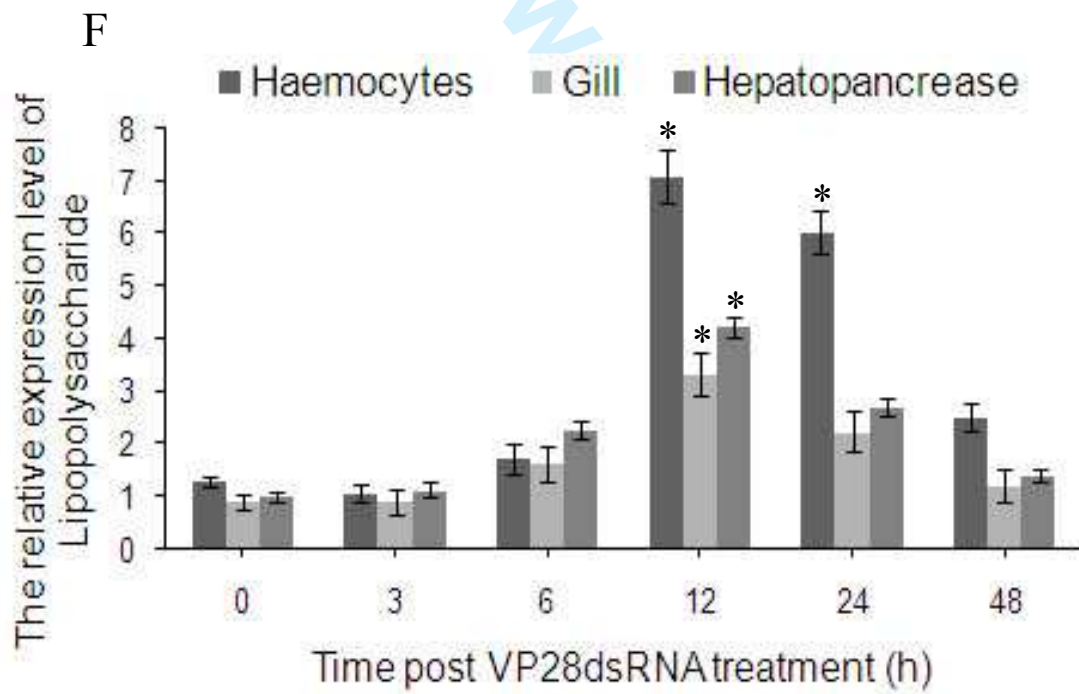 F
Haemocytes Gill Hepatopancrease
The relative expression level of
Lipopolysaccharide
8
7
6
5
4
3
2
1
0
* * * *
0 3 6 12 24 48
Time post VP28dsRNA treatment (h)